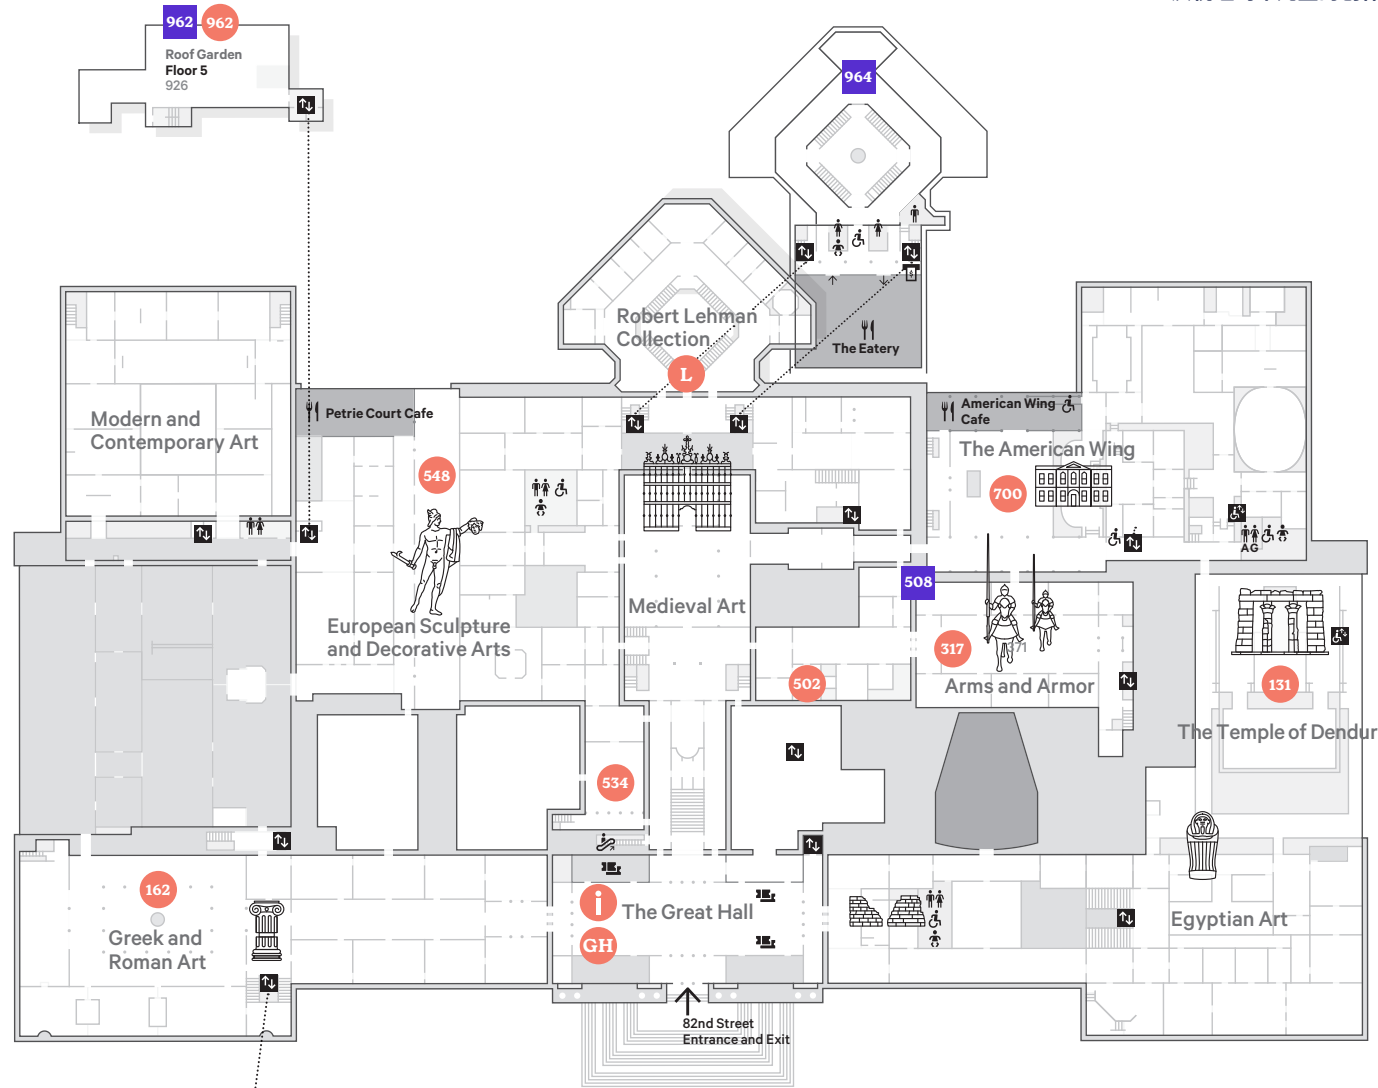 962
962
Roof Garden
Floor 5
926
964
The Eatery
Robert Lehman
Collection
L
Modern and
Contemporary Art
Petrie Court Cafe
American Wing
Cafe
The American Wing
548
700
AG
508
European Sculpture
and Decorative Arts
Medieval Art
317
371
502
Arms and Armor
131
The Temple of Dendur
534
162
Greek and
Roman Art
i
The Great Hall
GH
Egyptian Art
82nd Street
Entrance and Exit